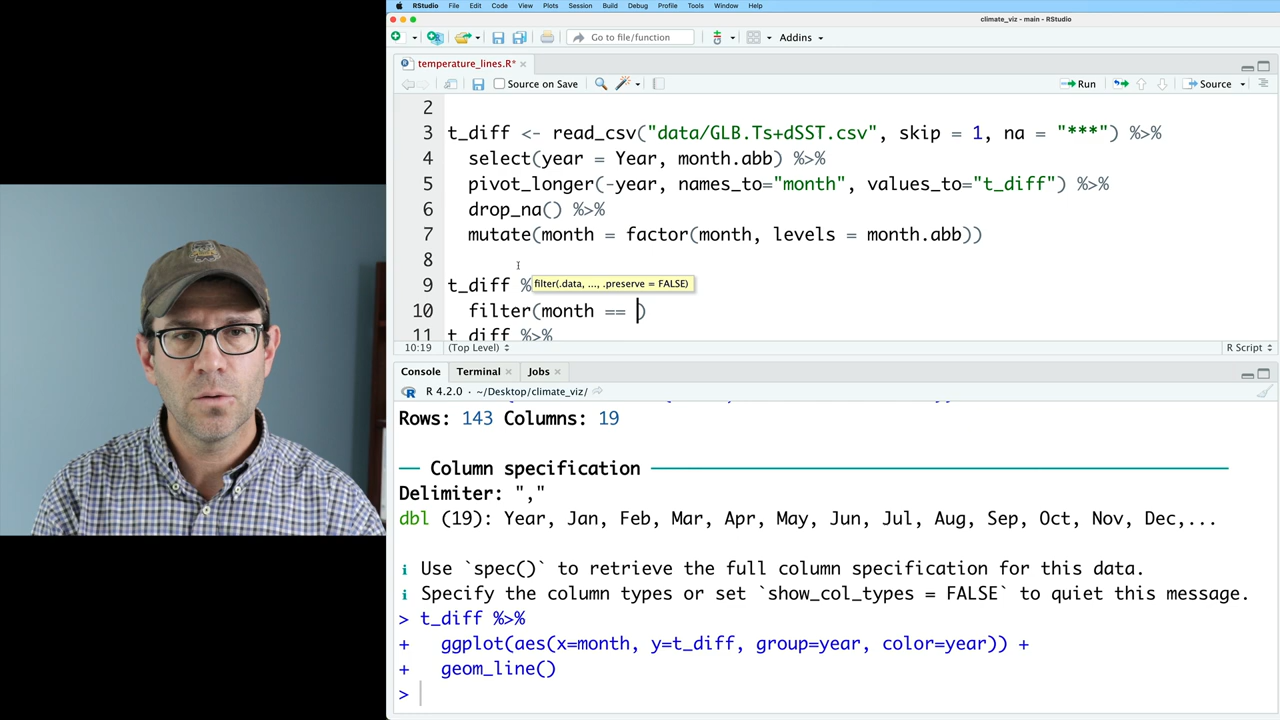 RStudio File Edit Code View Plots Session Build Debug Profile Tools Window Help
climate_viz - main - RStudio
Go to file/function Addins
temperature_lines.R*
Source on Save Run Source
2
3 t_diff <- read_csv("data/GLB.Ts+dSST.csv", skip = 1, na = "***") %>%
4 select(year = Year, month.abb) %>%
5 pivot_longer(-year, names_to="month", values_to="t_diff") %>%
6 drop_na() %>%
7 mutate(month = factor(month, levels = month.abb))
8
9 t_diff % filter(.data, ..., .preserve = FALSE)
10 filter(month == )
11 t_diff %>%
10:19 (Top Level) R Script
Console Terminal Jobs
R 4.2.0 · ~/Desktop/climate_viz/
Rows: 143 Columns: 19
── Column specification
Delimiter: ","
dbl (19): Year, Jan, Feb, Mar, Apr, May, Jun, Jul, Aug, Sep, Oct, Nov, Dec,...
ℹ Use `spec()` to retrieve the full column specification for this data.
ℹ Specify the column types or set `show_col_types = FALSE` to quiet this message.
> t_diff %>%
+ ggplot(aes(x=month, y=t_diff, group=year, color=year)) +
+ geom_line()
>